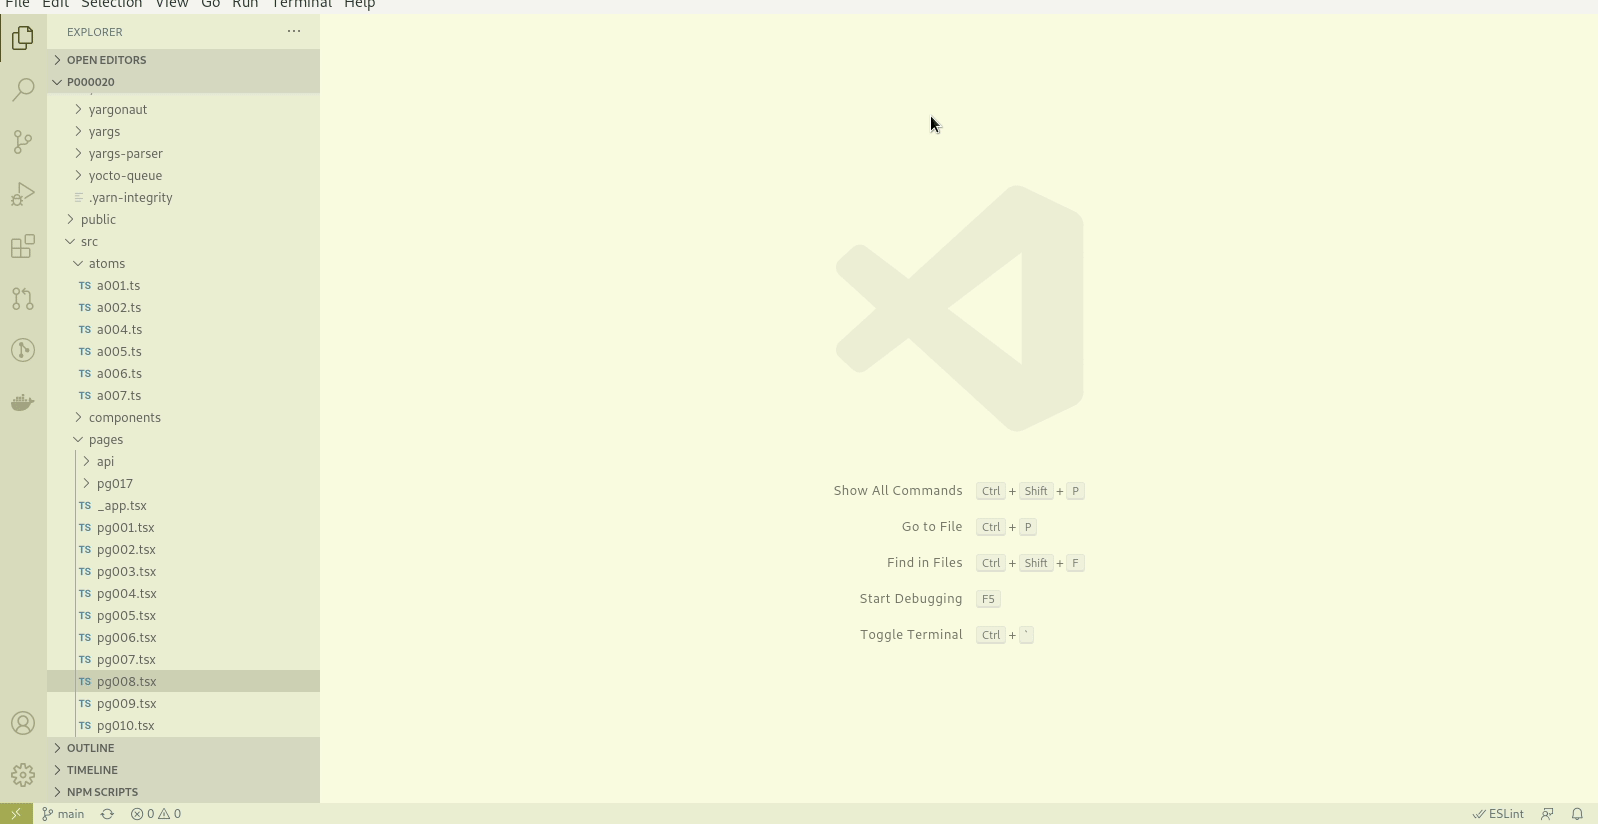 File Edit Selection View Go Run Terminal Help
EXPLORER
OPEN EDITORS
P000020
yargonaut
yargs
yargs-parser
yocto-queue
.yarn-integrity
public
src
atoms
TS a001.ts
TS a002.ts
TS a004.ts
TS a005.ts
TS a006.ts
TS a007.ts
components
pages
api
pg017
TS _app.tsx
TS pg001.tsx
TS pg002.tsx
TS pg003.tsx
TS pg004.tsx
TS pg005.tsx
TS pg006.tsx
TS pg007.tsx
TS pg008.tsx
TS pg009.tsx
TS pg010.tsx
OUTLINE
TIMELINE
NPM SCRIPTS
Show All Commands Ctrl + Shift + P
Go to File Ctrl + P
Find in Files Ctrl + Shift + F
Start Debugging F5
Toggle Terminal Ctrl + `
main 0 0 ESLint